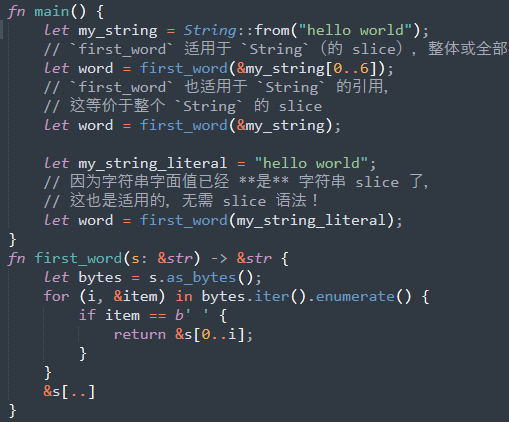 fn main() {
    let my_string = String::from("hello world");
    // `first_word` 适用于 `String`（的 slice），整体或全部
    let word = first_word(&my_string[0..6]);
    // `first_word` 也适用于 `String` 的引用，
    // 这等价于整个 `String` 的 slice
    let word = first_word(&my_string);

    let my_string_literal = "hello world";
    // 因为字符串字面值已经 **是** 字符串 slice 了，
    // 这也是适用的，无需 slice 语法！
    let word = first_word(my_string_literal);
}
fn first_word(s: &str) -> &str {
    let bytes = s.as_bytes();
    for (i, &item) in bytes.iter().enumerate() {
        if item == b' ' {
            return &s[0..i];
        }
    }
    &s[..]
}